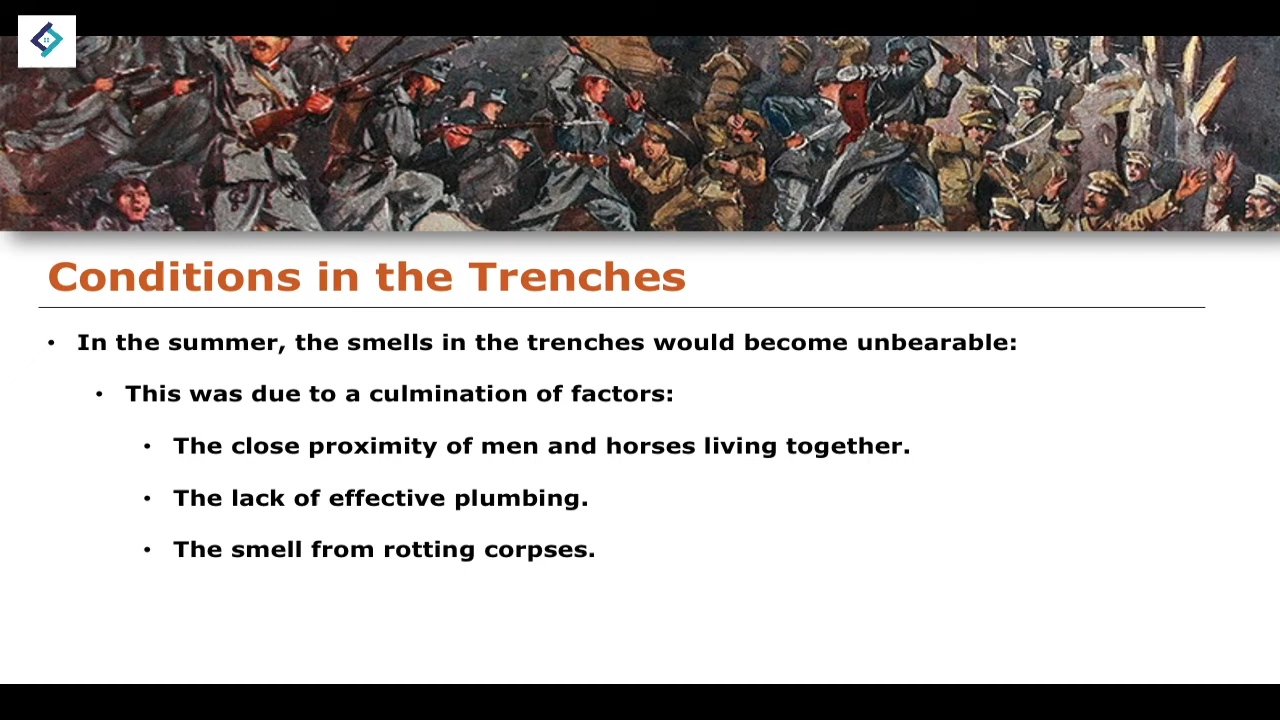 Conditions in the Trenches
• In the summer, the smells in the trenches would become unbearable:
• This was due to a culmination of factors:
• The close proximity of men and horses living together.
• The lack of effective plumbing.
• The smell from rotting corpses.